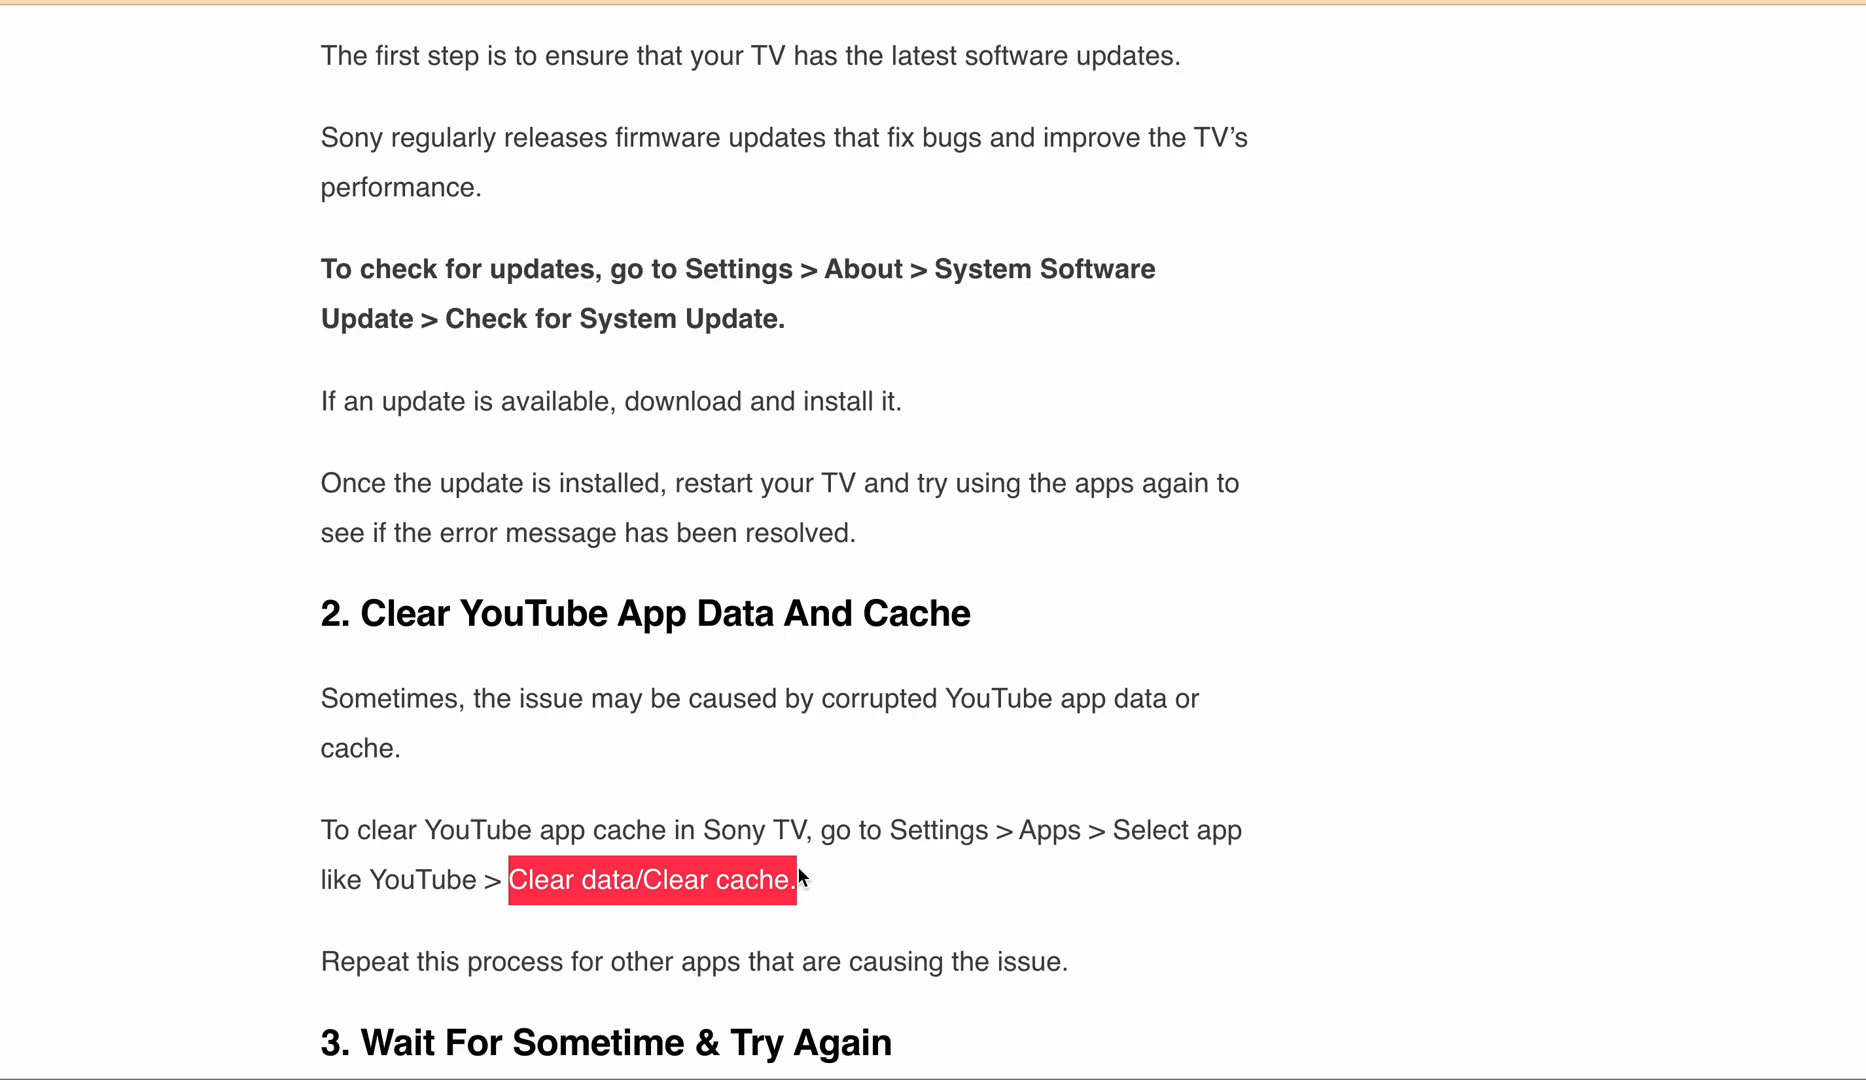 The first step is to ensure that your TV has the latest software updates.
Sony regularly releases firmware updates that fix bugs and improve the TV’s
performance.
To check for updates, go to Settings > About > System Software
Update > Check for System Update.
If an update is available, download and install it.
Once the update is installed, restart your TV and try using the apps again to
see if the error message has been resolved.
2. Clear YouTube App Data And Cache
Sometimes, the issue may be caused by corrupted YouTube app data or
cache.
To clear YouTube app cache in Sony TV, go to Settings > Apps > Select app
like YouTube > Clear data/Clear cache.
Repeat this process for other apps that are causing the issue.
3. Wait For Sometime & Try Again